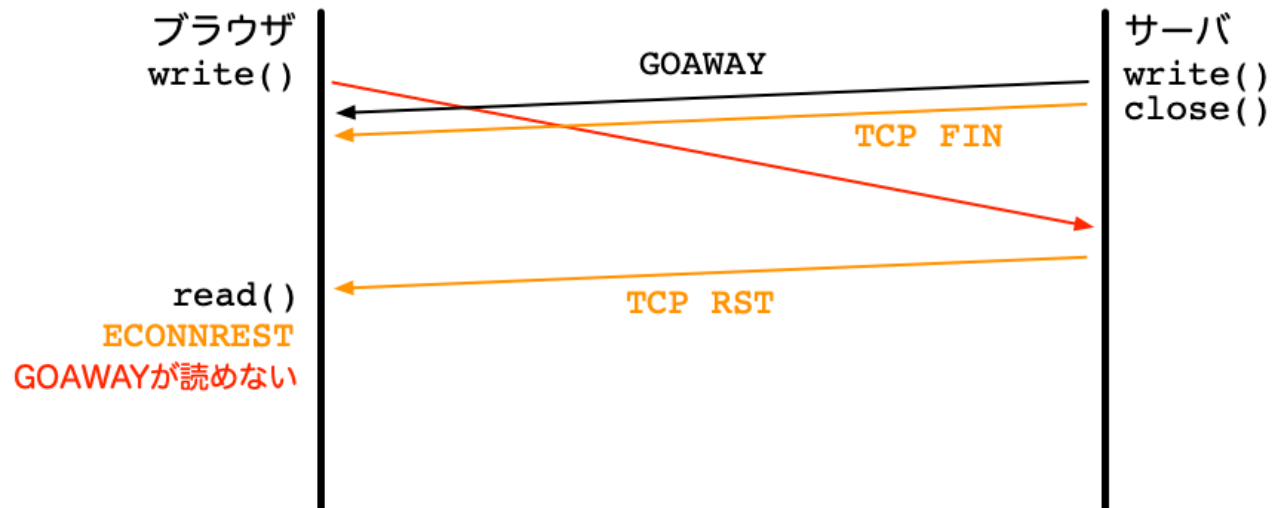 ブラウザ
write()
GOAWAY
サーバ
write()
close()
TCP FIN
TCP RST
read()
ECONNREST
GOAWAYが読めない